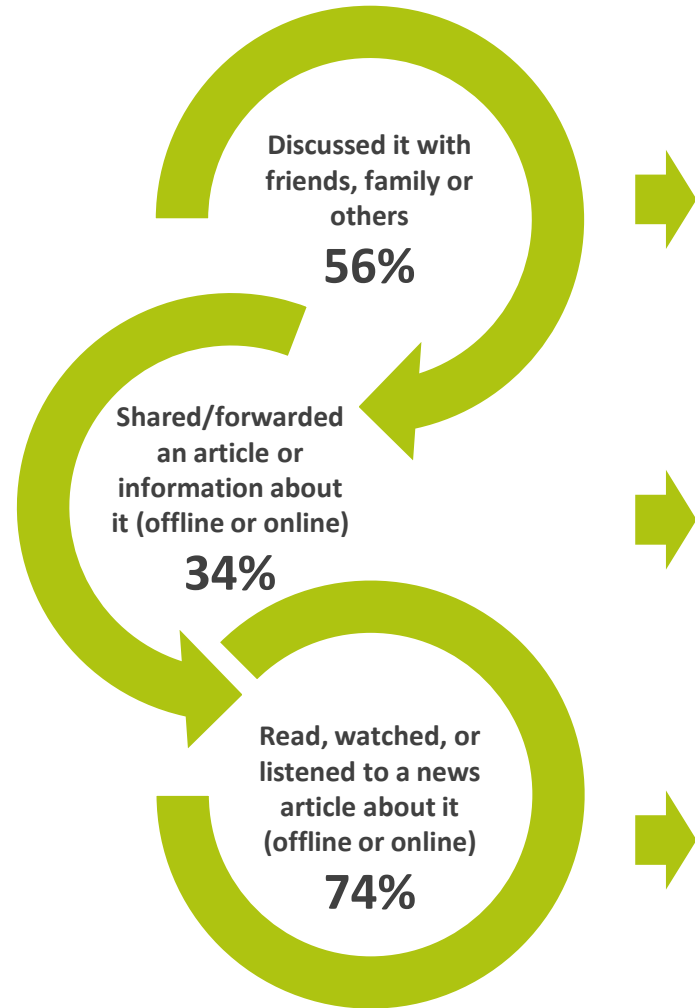 Discussed it with
friends, family or
others
56%
Shared/forwarded
an article or
information about
it (offline or online)
34%
Read, watched, or
listened to a news
article about it
(offline or online)
74%